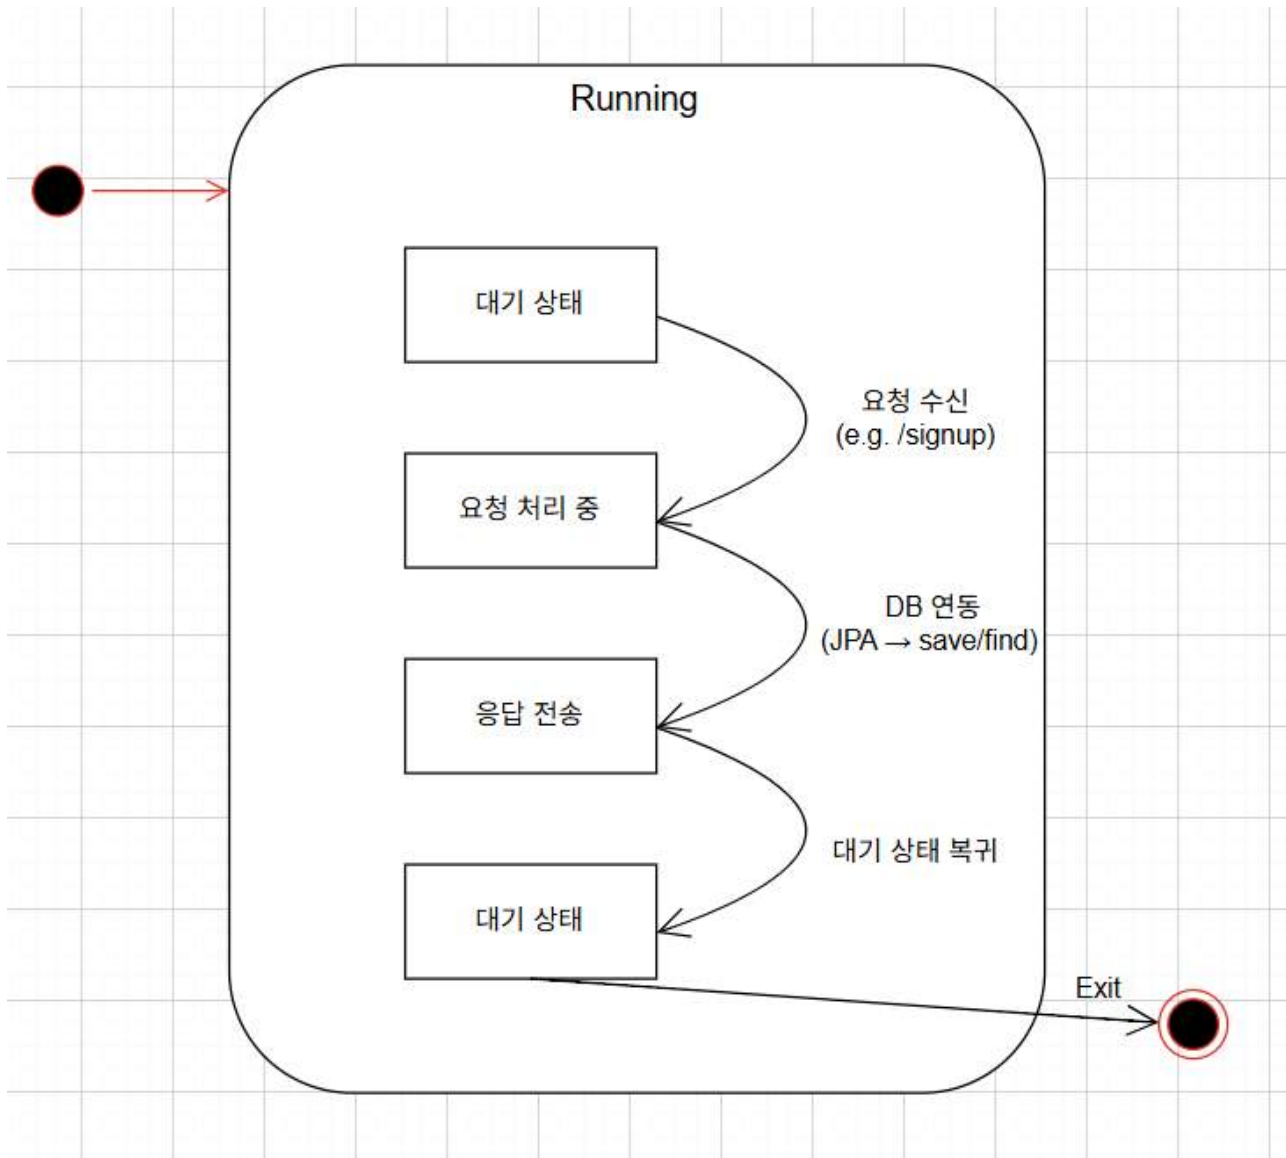 Running
대기 상태
요청 수신
(e.g. /signup)
요청 처리 중
DB 연동
(JPA → save/find)
응답 전송
대기 상태 복귀
대기 상태
Exit